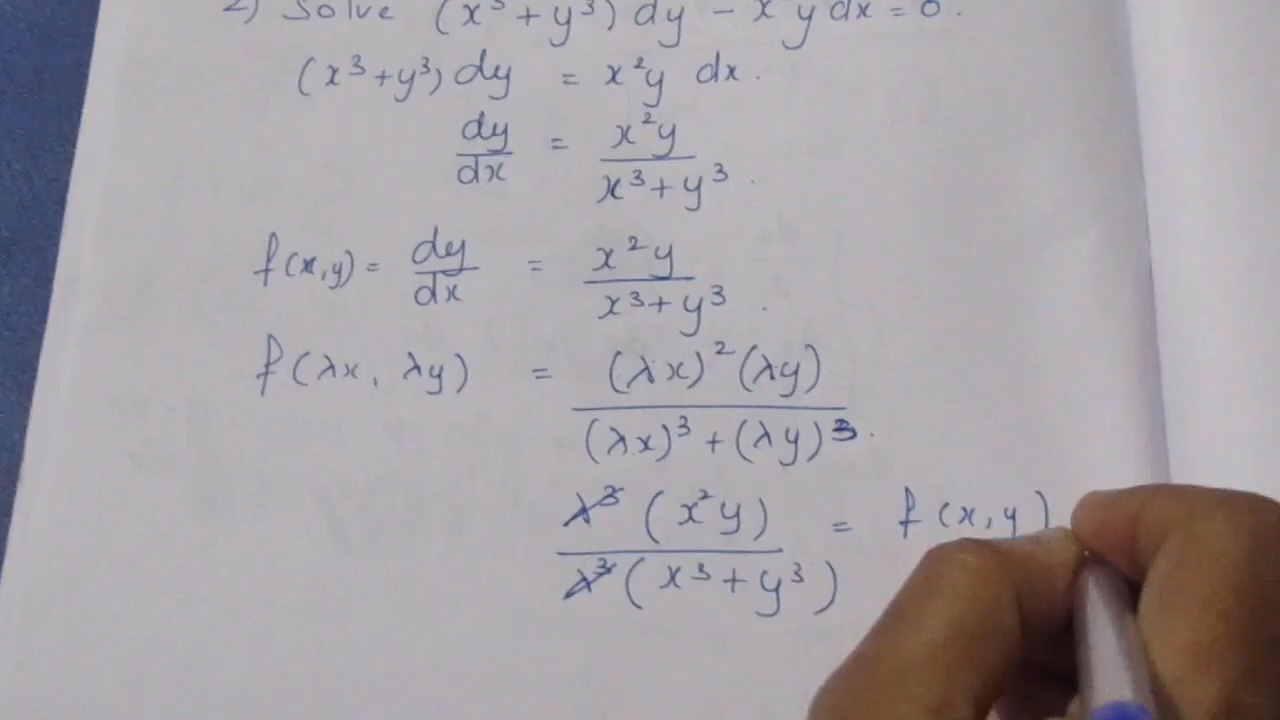 2) Solve (x³ + y³) dy - x²y dx = 0.
(x³ + y³) dy = x²y dx.
dy/dx = x²y / x³ + y³.
f(x,y) = dy/dx = x²y / x³ + y³.
f(λx, λy) = (λx)² (λy) / (λx)³ + (λy)³.
λ³ (x²y) / λ³ (x³ + y³) = f(x,y)